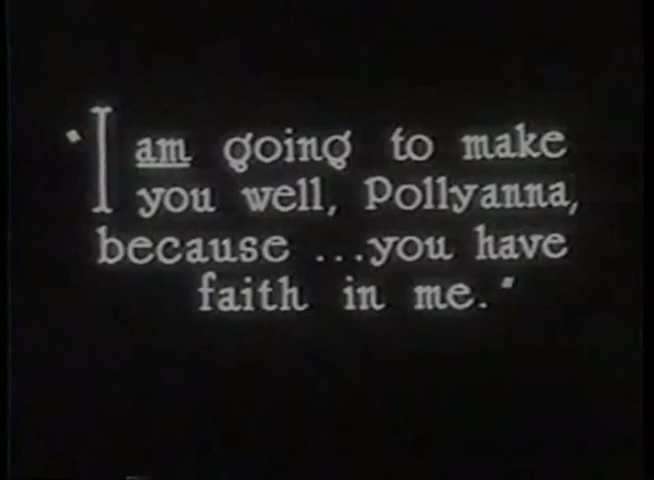 "I am going to make
you well, Pollyanna,
because ...you have
faith in me."